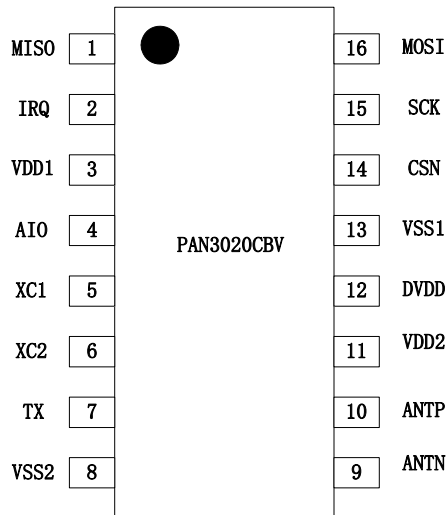 MISO 1 16 MOSI
IRQ 2 15 SCK
VDD1 3 14 CSN
AIO 4 13 VSS1
PAN3020CBV
XC1 5 12 DVDD
XC2 6 11 VDD2
TX 7 10 ANTP
VSS2 8 9 ANTN